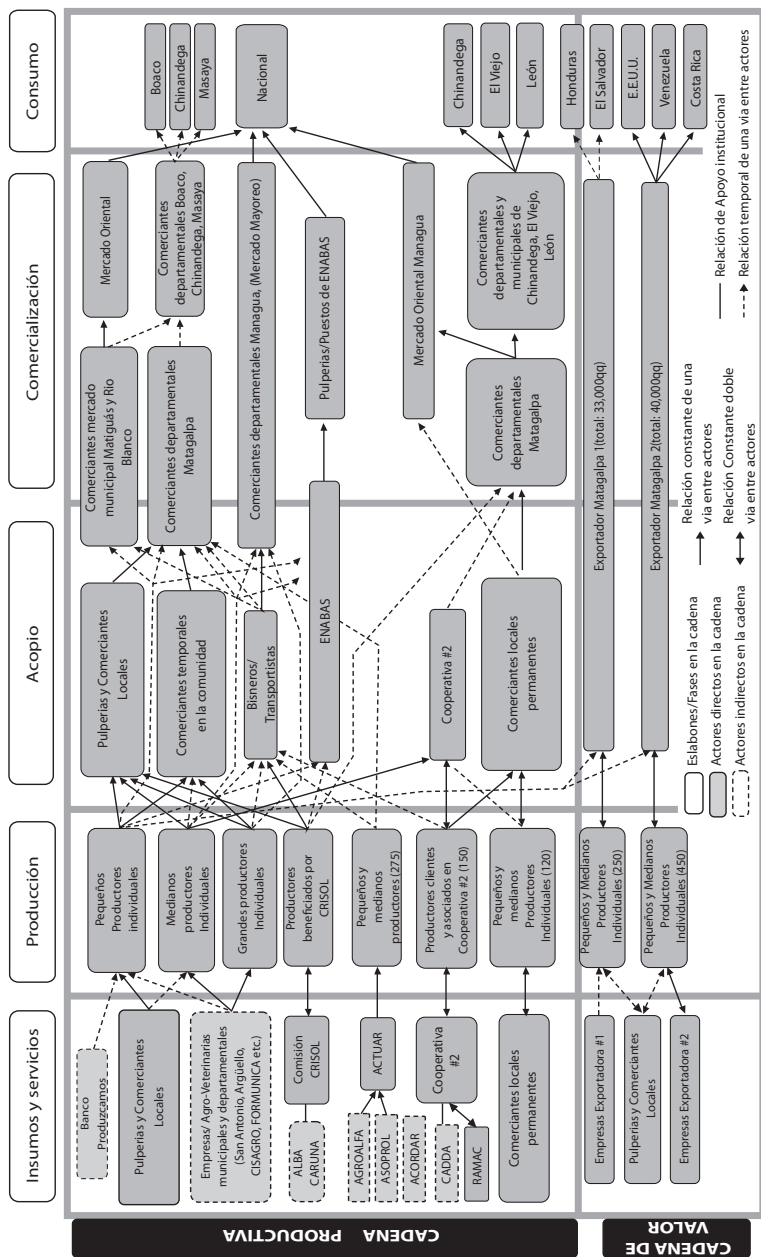 Insumos y servicios
Producción
Acopio
Comercialización
Consumo
CADENA
PRODUCTIVA
CADENA DE
VALOR
Banco
Produzcamos
Pulperias y Comerciantes
Locales
Empresas/ Agro-Veterinarias
municipales y departamentales
(San Antonio, Argüello,
CISAGRO, FORMUNICA etc.)
ALBA
CARUNA
Comisión
CRISOL
AGROALFA
ASOPROL
ACORDAR
ACTUAR
CADDA
RAMAC
Cooperativa
#2
Comerciantes locales
permanentes
Empresas Exportadora #1
Pulperias y Comerciantes
Locales
Empresas Exportadora #2
Pequeños
Productores
individuales
Medianos
productores
Individuales
Grandes productores
Individuales
Productores
beneficiados por
CRISOL
Pequeños y
medianos
productores (275)
Productores clientes
y asociados en
Cooperativa #2 (150)
Pequeños y
medianos
Productores
Individuales (120)
Pequeños y Medianos
Productores
Individuales (250)
Pequeños y Medianos
Productores
Individuales (450)
Pulperias y Comerciantes
Locales
Comerciantes temporales
en la comunidad
Bisneros/
Transportistas
ENABAS
Cooperativa #2
Comerciantes locales
permanentes
Comerciantes mercado
municipal Matiguás y Rio
Blanco
Comerciantes departamentales
Matagalpa
Comerciantes departamentales Managua, (Mercado Mayoreo)
Mercado Oriental
Comerciantes
departamentales Boaco,
Chinandega, Masaya
Pulperias/Puestos de ENABAS
Mercado Oriental Managua
Comerciantes
departamentales
Matagalpa
Comerciantes
departamentales y
municipales de
Chinandega, El Viejo,
León
Exportador Matagalpa 1(total: 33,000qq)
Exportador Matagalpa 2(total: 40,000qq)
Boaco
Chinandega
Masaya
Nacional
Chinandega
El Viejo
León
Honduras
El Salvador
E.E.U.U.
Venezuela
Costa Rica
Eslabones/Fases en la cadena
Actores directos en la cadena
Actores indirectos en la cadena
Relación constante de una
via entre actores
Relación Constante doble
via entre actores
Relación de Apoyo institucional
Relación temporal de una via entre actores